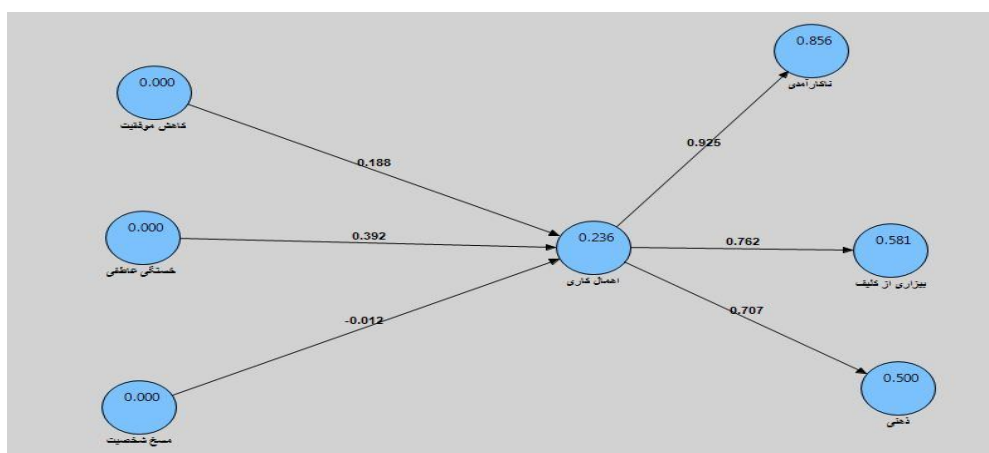 0.856
ناکارآمدی
0.000
کاهش موفقیت
0.925
0.188
0.000
خستگی عاطفی
0.392
0.236
اهمال کاری
0.762
0.581
بیزاری از کلیف
-0.012
0.707
0.000
مسخ شخصیت
0.500
ذهنی